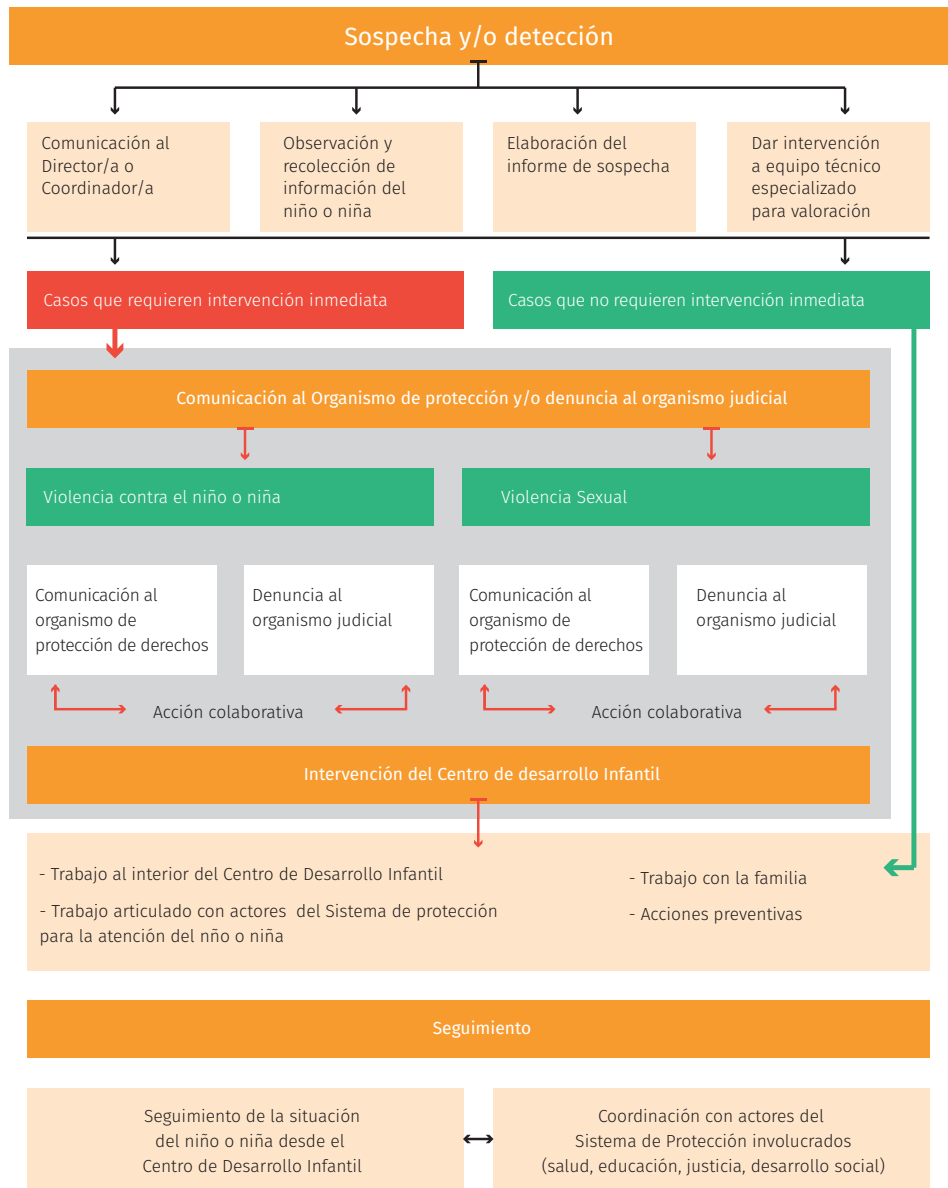 Sospecha y/o detección
Comunicación al
Director/a o
Coordinador/a
Observación y
recolección de
información del
niño o niña
Elaboración del
informe de sospecha
Dar intervención
a equipo técnico
especializado
para valoración
Casos que requieren intervención inmediata
Casos que no requieren intervención inmediata
Comunicación al Organismo de protección y/o denuncia al organismo judicial
Violencia contra el niño o niña
Violencia Sexual
Comunicación al
organismo de
protección de derechos
Denuncia al
organismo judicial
Comunicación al
organismo de
protección de derechos
Denuncia al
organismo judicial
Acción colaborativa
Acción colaborativa
Intervención del Centro de desarrollo Infantil
- Trabajo al interior del Centro de Desarrollo Infantil
- Trabajo articulado con actores del Sistema de protección
para la atención del nño o niña
- Trabajo con la familia
- Acciones preventivas
Seguimiento
Seguimiento de la situación
del niño o niña desde el
Centro de Desarrollo Infantil
Coordinación con actores del
Sistema de Protección involucrados
(salud, educación, justicia, desarrollo social)